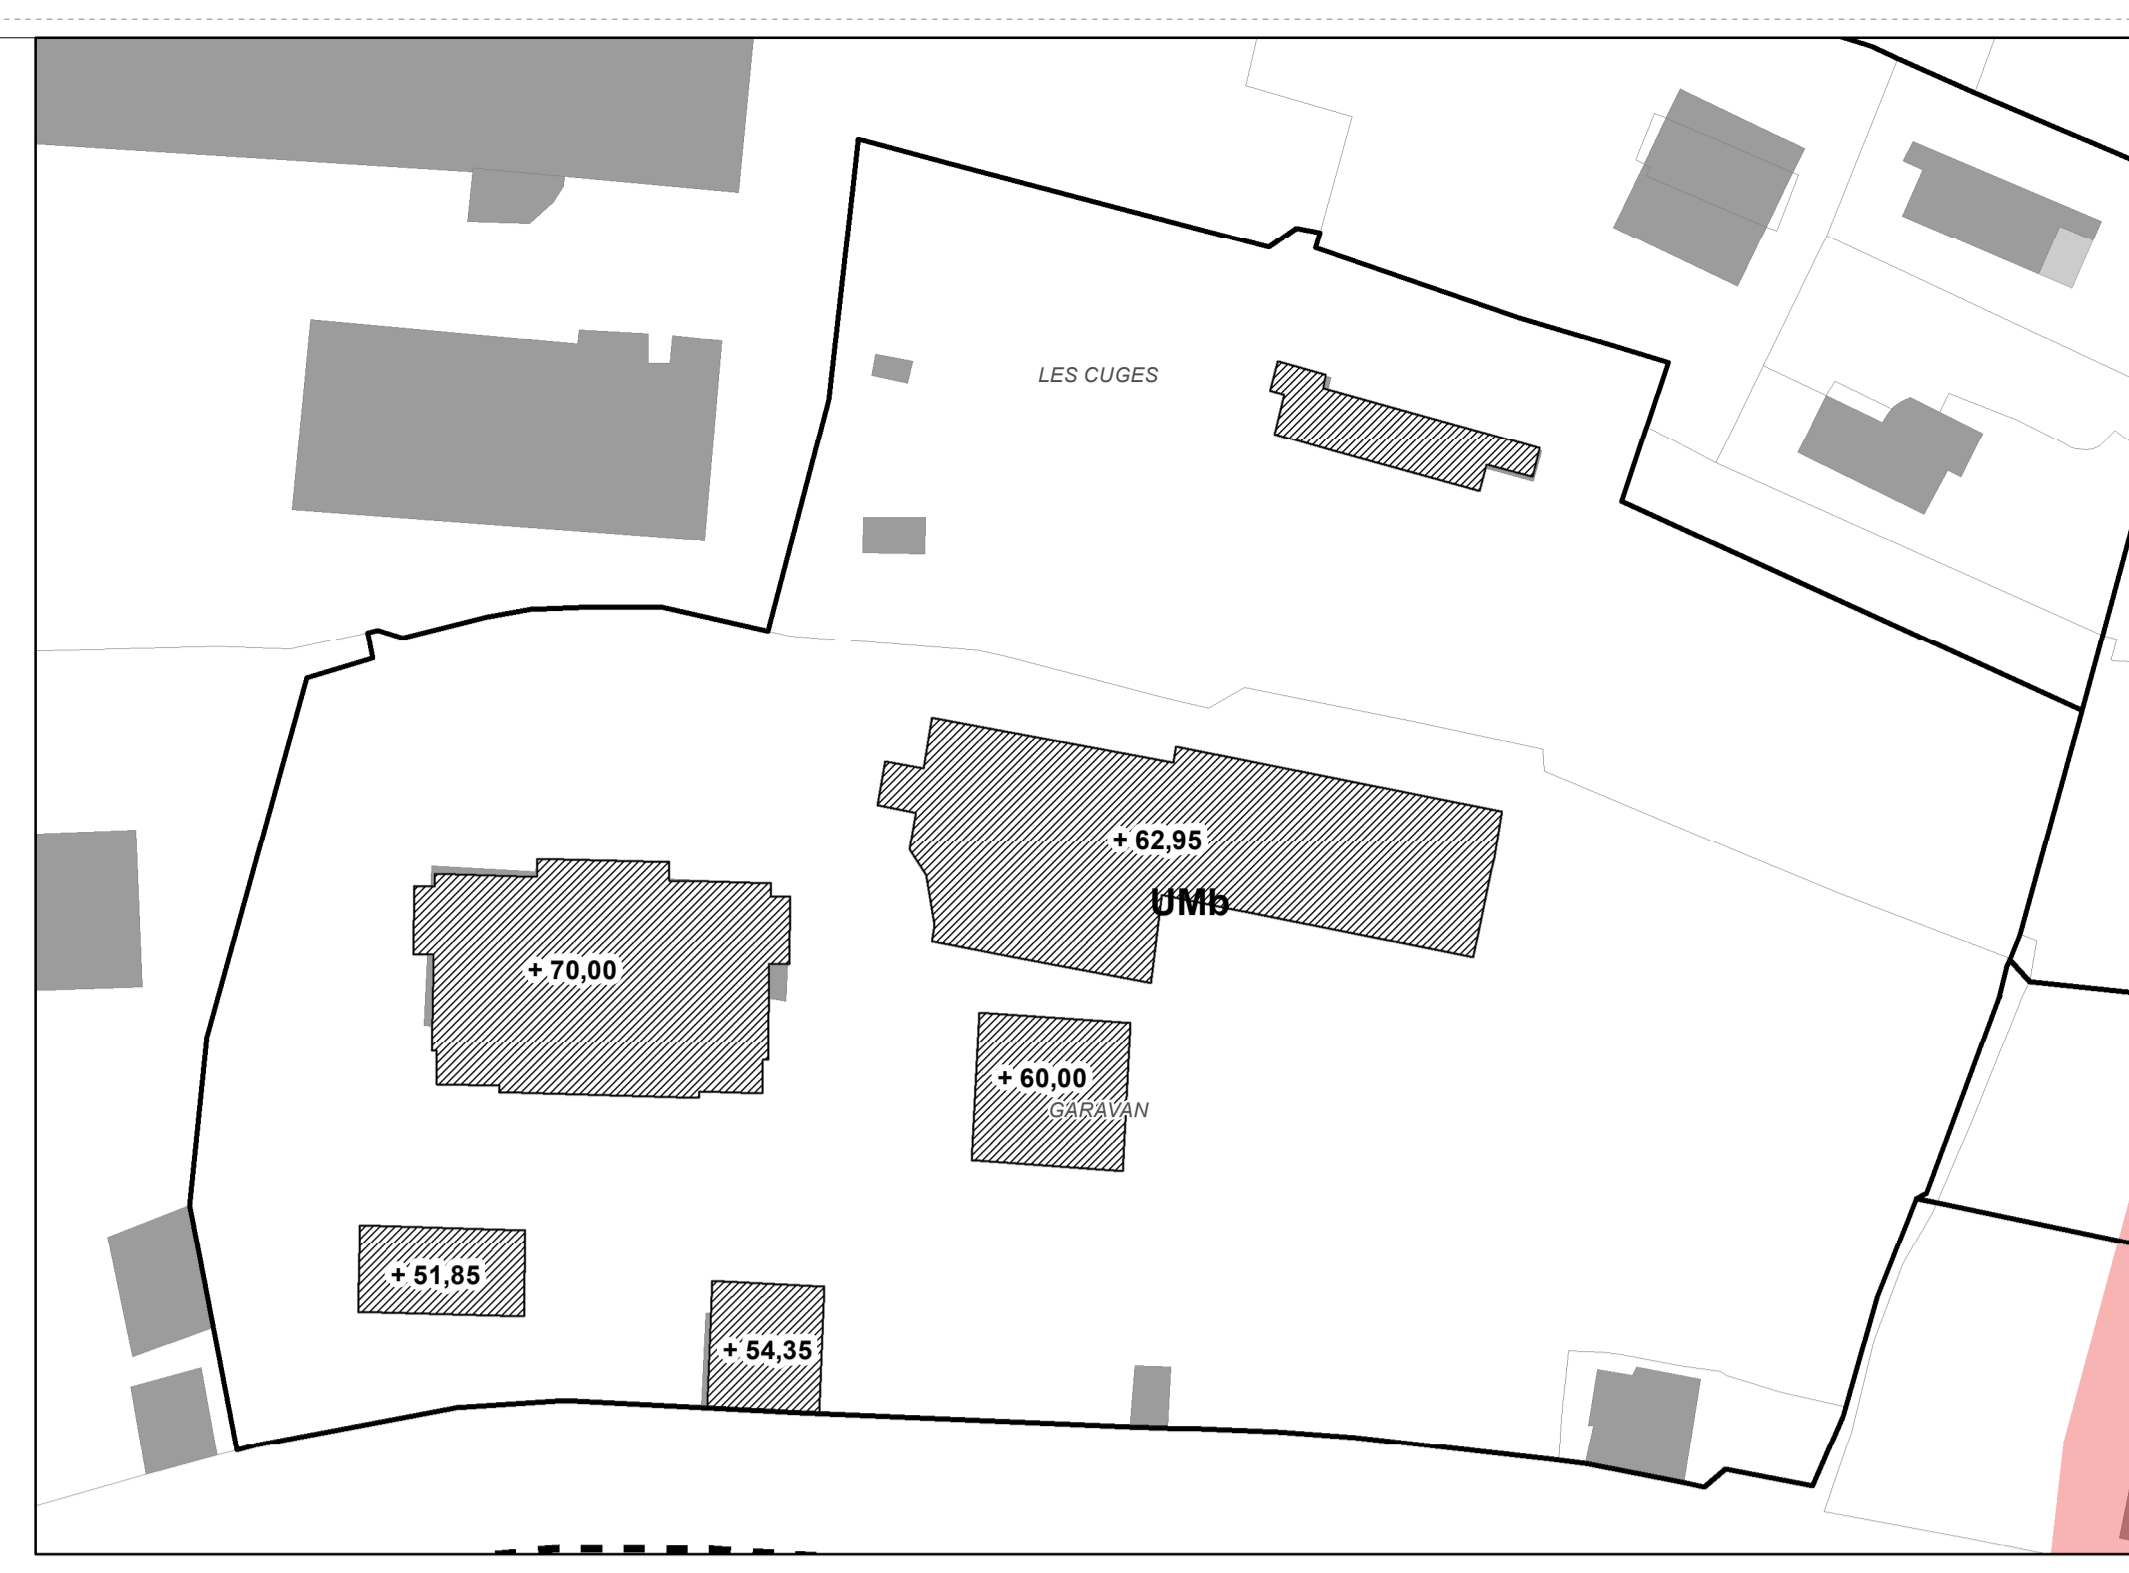 LES CUGES
+ 62,95
UMb
+ 70,00
+ 60,00
GARAVAN
+ 51,85
+ 54,35